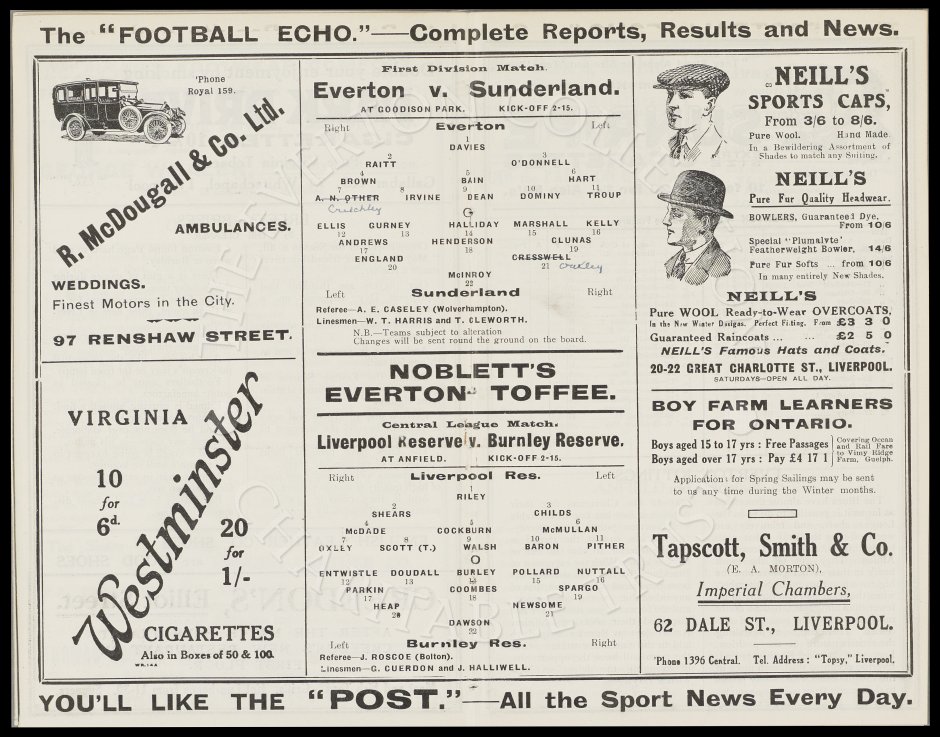 The "FOOTBALL ECHO."—Complete Reports, Results and News.
'Phone
Royal 159.
R. McDougall & Co. Ltd.
AMBULANCES.
WEDDINGS.
Finest Motors in the City.
97 RENSHAW STREET.
VIRGINIA
10
for
6d.
Westminster
20
for
1/-
CIGARETTES
Also in Boxes of 50 & 100.
W.R. 14A
First Division Match.
Everton v. Sunderland.
AT GOODISON PARK. KICK-OFF 2-15.
Right Everton Left
1
DAVIES
2 3
RAITT O'DONNELL
4 5 6
BROWN BAIN HART
7 8 9 10 11
A. N. OTHER IRVINE DEAN DOMINY TROUP
Critchley
O
ELLIS GURNEY HALLIDAY MARSHALL KELLY
12 13 14 15 16
ANDREWS HENDERSON CLUNAS
17 18 19
ENGLAND CRESSWELL
20 21 Oakley
McINROY
22
Left Sunderland Right
Referee—A. E. CASELEY (Wolverhampton).
Linesmen—W. T. HARRIS and T. CLEWORTH.
N.B.—Teams subject to alteration
Changes will be sent round the ground on the board.
NOBLETT'S
EVERTON TOFFEE.
Central League Match.
Liverpool Reserve v. Burnley Reserve.
AT ANFIELD. KICK-OFF 2-15.
Right Liverpool Res. Left
1
RILEY
2 3
SHEARS CHILDS
4 5 6
McDADE COCKBURN McMULLAN
7 8 9 10 11
OXLEY SCOTT (T.) WALSH BARON PITHER
O
ENTWISTLE DOUDALL BURLEY POLLARD NUTTALL
12 13 14 15 16
PARKIN COOMBES SPARGO
17 18 19
HEAP NEWSOME
20 21
DAWSON
22
Left Burnley Res. Right
Referee—J. ROSCOE (Bolton).
Linesmen—G. CUERDON and J. HALLIWELL.
NEILL'S
SPORTS CAPS,
From 3/6 to 8/6.
Pure Wool. Hand Made
In a Bewildering Assortment of
Shades to match any Suiting.
NEILL'S
Pure Fur Quality Headwear.
BOWLERS, Guaranteed Dye,
From 10/6
Special "Plumalyte"
Featherweight Bowler, 14/6
Pure Fur Softs ... from 10/6
In many entirely New Shades.
NEILL'S
Pure WOOL Ready-to-Wear OVERCOATS,
In the New Winter Designs. Perfect Fitting. From £3 3 0
Guaranteed Raincoats ... ... £2 5 0
NEILL'S Famous Hats and Coats.
20-22 GREAT CHARLOTTE ST., LIVERPOOL.
SATURDAYS—OPEN ALL DAY.
BOY FARM LEARNERS
FOR ONTARIO.
Boys aged 15 to 17 yrs : Free Passages
Boys aged over 17 yrs : Pay £4 17 1
Covering Ocean
and Rail Fare
to Vimy Ridge
Farm, Guelph.
Applications for Spring Sailings may be sent
to us any time during the Winter months.
Tapscott, Smith & Co.
(E. A. MORTON),
Imperial Chambers,
62 DALE ST., LIVERPOOL.
'Phone 1396 Central. Tel. Address : "Topsy," Liverpool.
YOU'LL LIKE THE "POST."—All the Sport News Every Day.
THE EVERTON COLLECTION
CHARITABLE TRUST